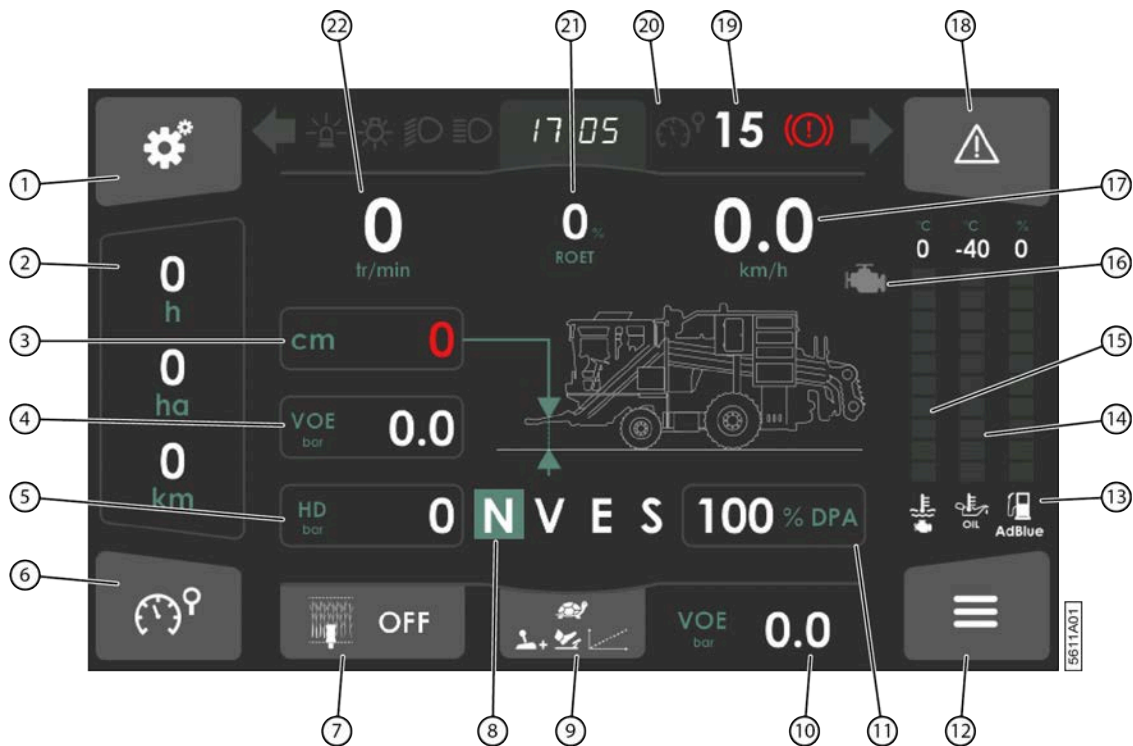 22 21 20 19 18
17:05 15
1
0 tr/min
0 % ROET
0.0 km/h
°C °C %
0 -40 0
17
2
0
h
16
3
cm 0
0
ha
15
4
VOE bar 0.0
14
0
km
5
HD bar 0
N V E S
100 % DPA
OIL
AdBlue
13
6
OFF
VOE bar 0.0
5611A01
7 8 9 10 11 12